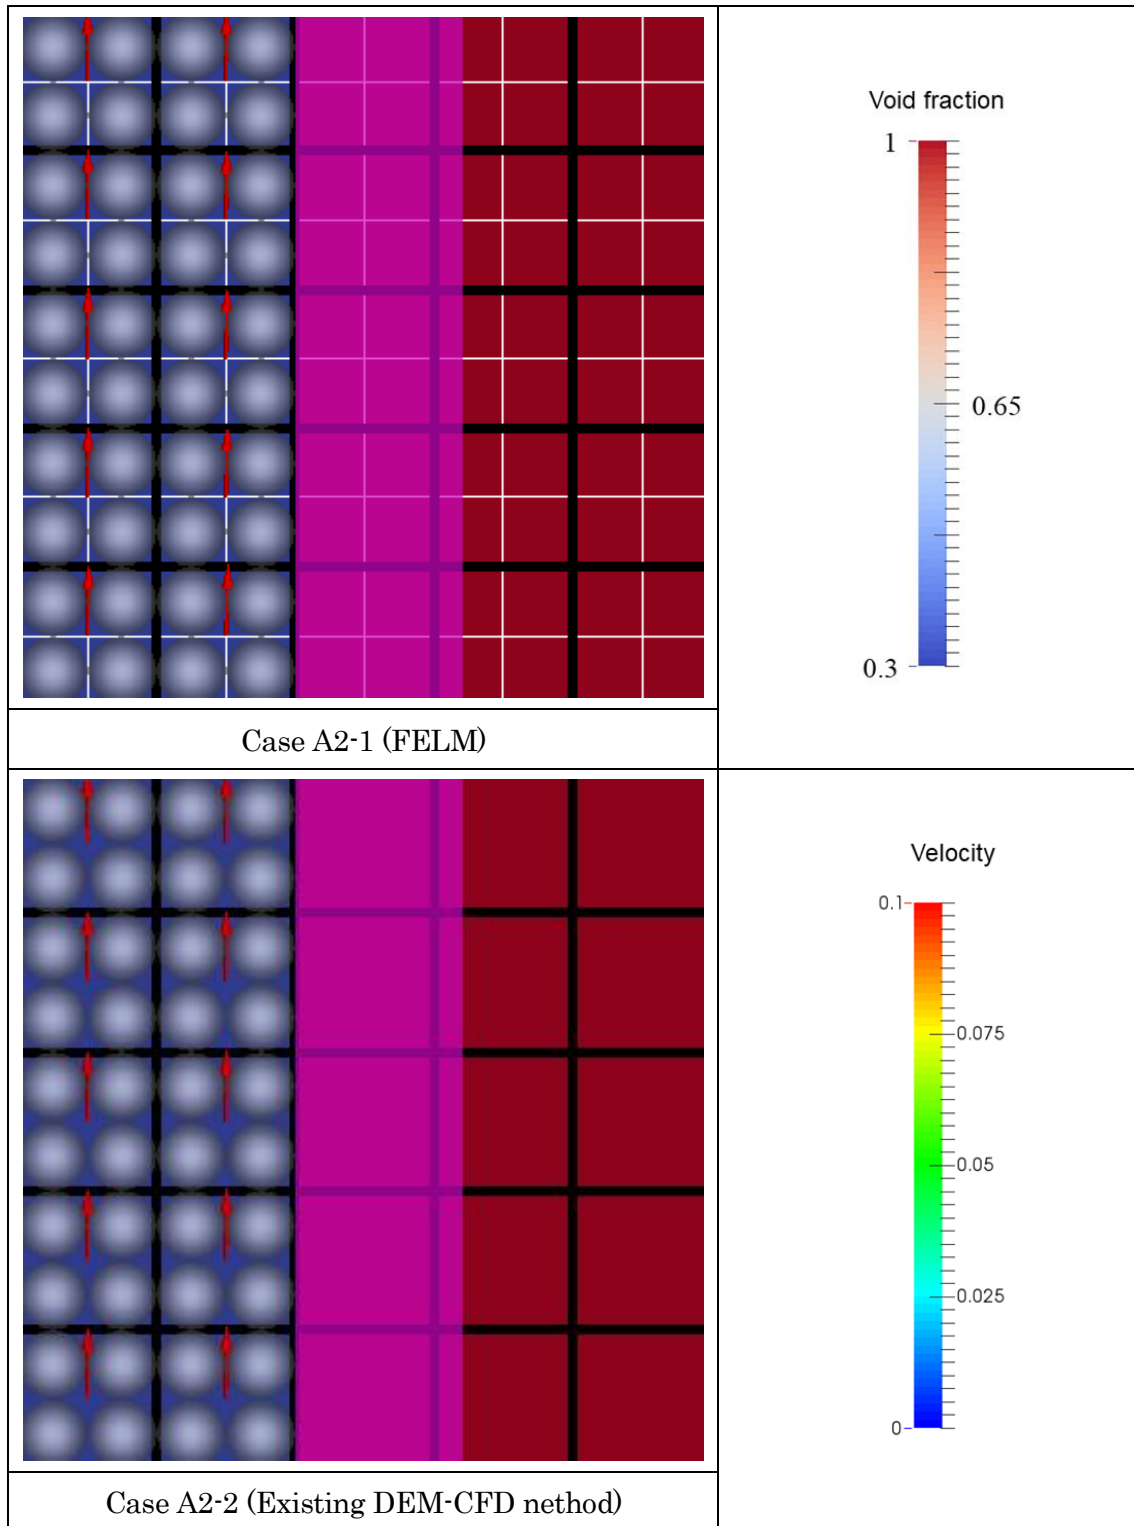 Void fraction
1
0.65
0.3
Case A2-1 (FELM)
Velocity
0.1
0.075
0.05
0.025
0
Case A2-2 (Existing DEM-CFD nethod)